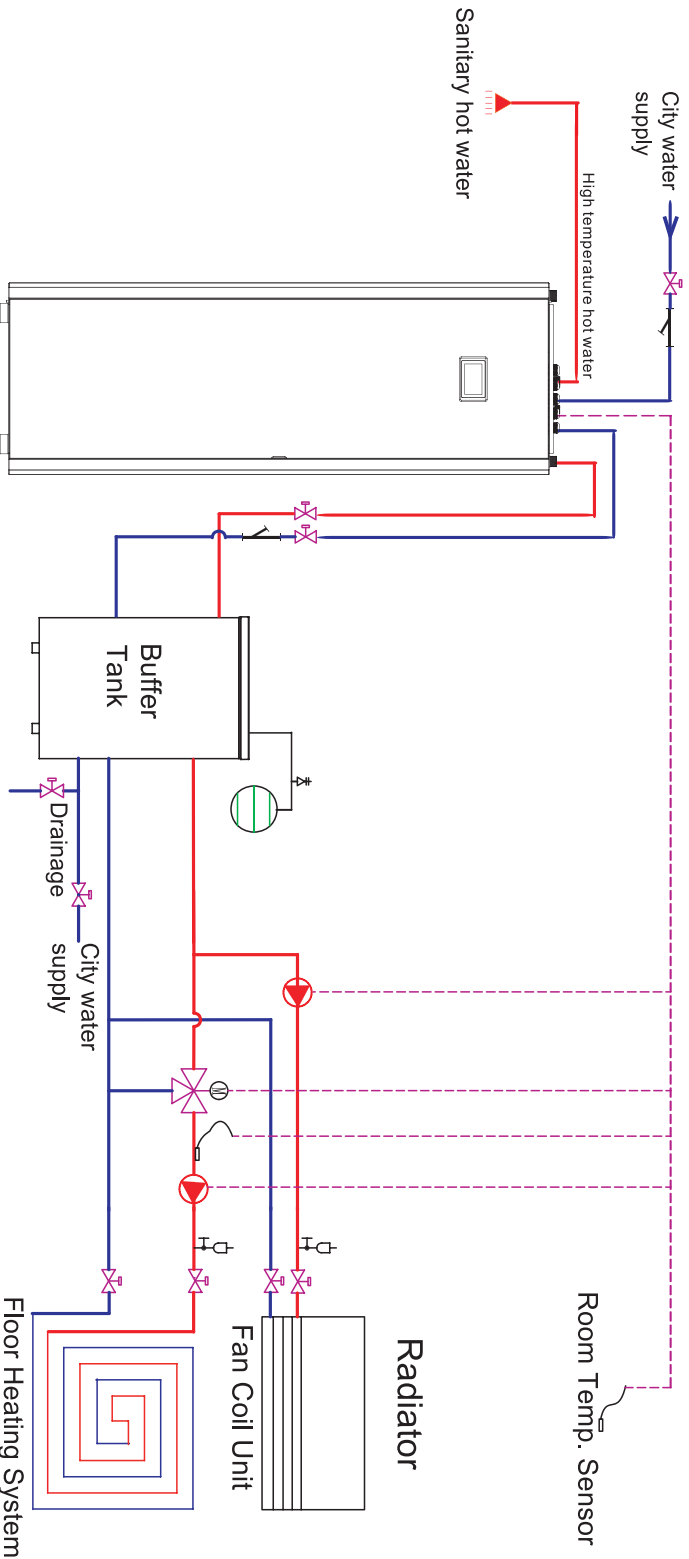 City water
supply
High temperature hot water
Sanitary hot water
Room Temp. Sensor
Radiator
Fan Coil Unit
Buffer
Tank
M
Drainage
City water
supply
Floor Heating System